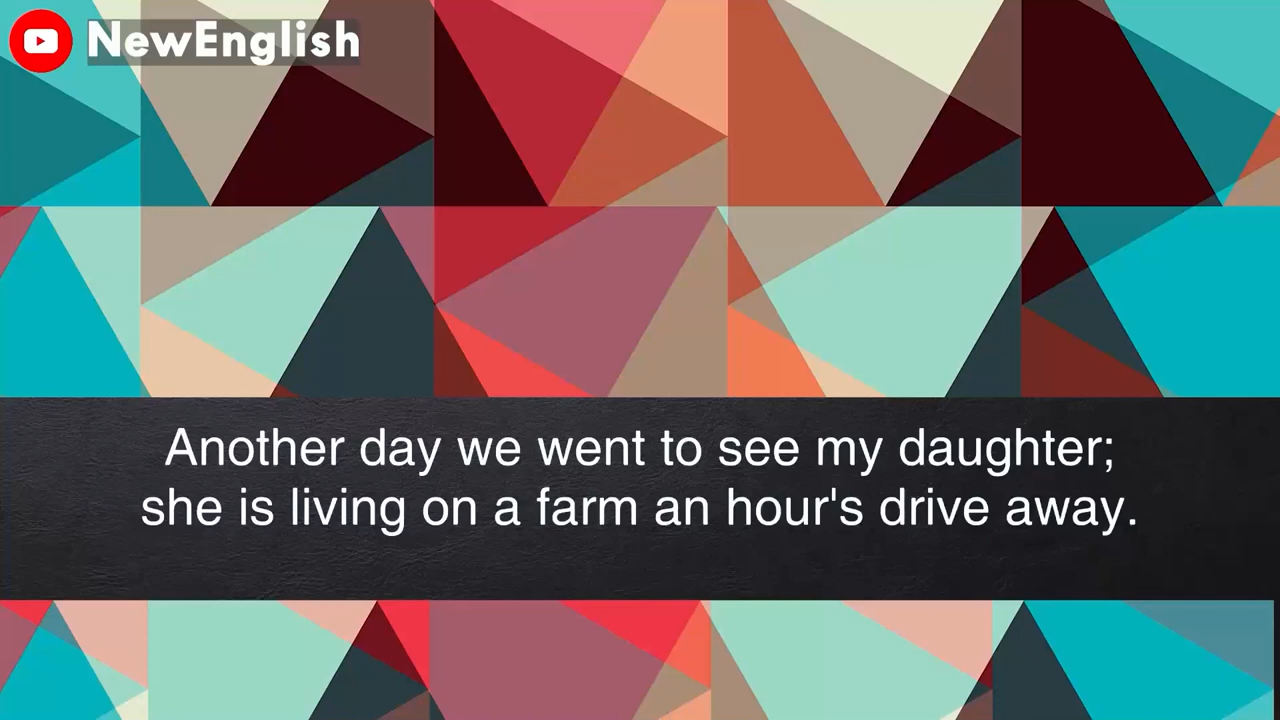 NewEnglish
Another day we went to see my daughter;
she is living on a farm an hour's drive away.